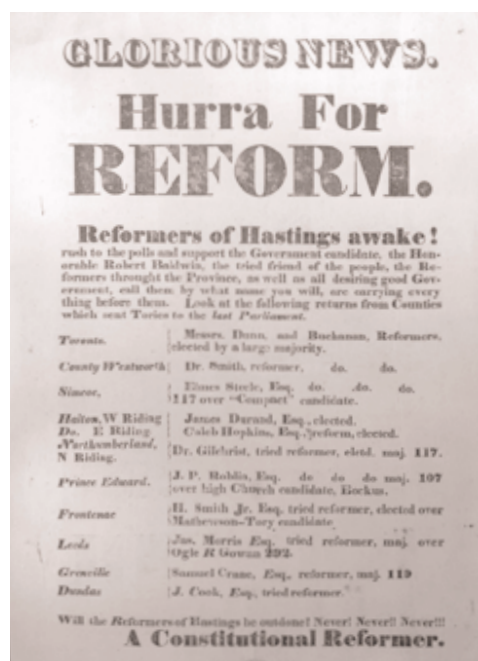 GLORIOUS NEWS.
Hurra For
REFORM.
Reformers of Hastings awake!
rush to the polls and support the Government candidate, the Hon-
orable Robert Baldwin, the tried friend of the people, the Re-
formers throught the Province, as well as all desiring good Gov-
ernment, call them by what name you will, are carrying every
thing before them. Look at the following returns from Counties
which sent Tories to the last Parliament.
Toronto. Messrs. Dunn, and Buchanan, Reformers,
elected by a large majority.
County Wentworth Dr. Smith, reformer, do. do.
Simcoe, Elmes Steele, Esq. do. do. do.
117 over "Compact" candidate.
Halton, W Riding James Durand, Esq., elected.
Do. E Riding Caleb Hopkins, Esq., reform, elected.
Northumberland,
N Riding. Dr. Gilchrist, tried reformer, eletd. maj. 117.
Prince Edward. J. P. Roblin, Esq. do do do maj. 107
over high Church candidate,
Frontenac H. Smith Jr. Esq. tried reformer, elected over
Mathewson-Tory candidate
Leeds Jas. Morris Esq. tried reformer, maj. over
Ogle R Gowan 292.
Grenville Samuel Crane, Esq., reformer, maj. 119
Dundas J. Cook, Esq., tried reformer.
Will the Reformers of Hastings be outdone! Never! Never!! Never!!!
A Constitutional Reformer.